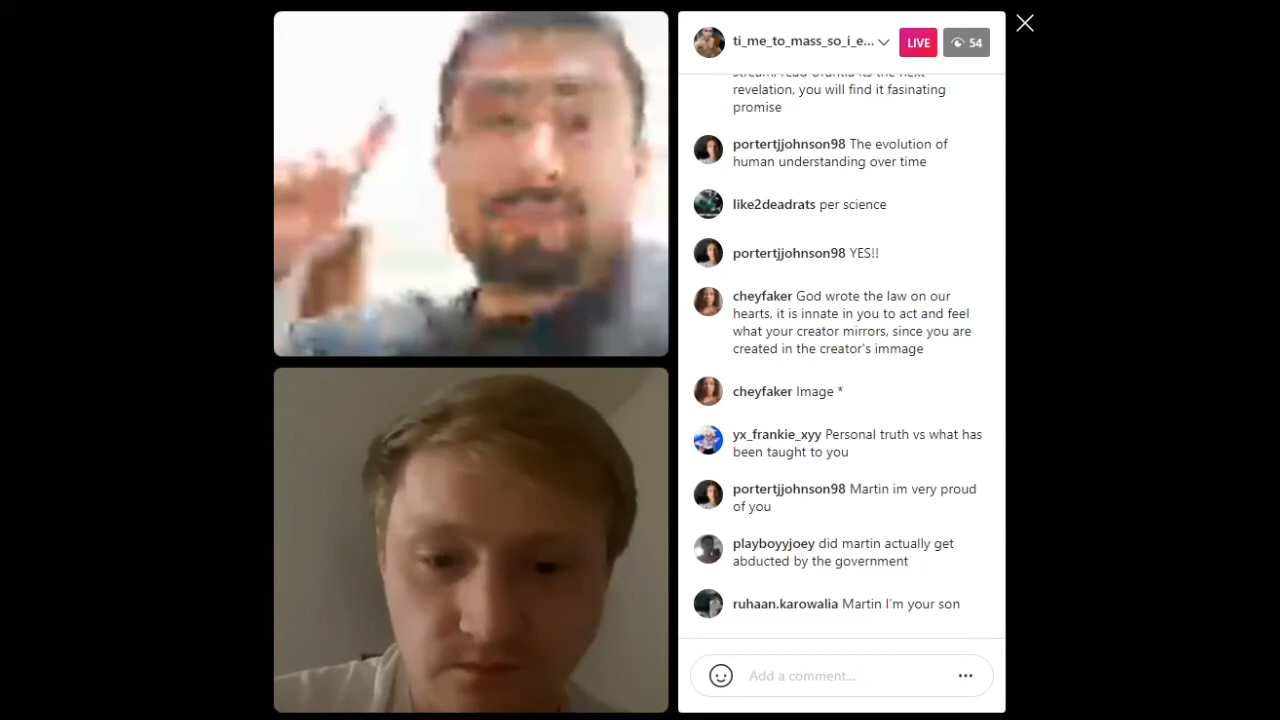 ti_me_to_mass_so_i_e...
LIVE
54
stream, read Urantia its the next
revelation, you will find it fasinating
promise
portertjjohnson98 The evolution of
human understanding over time
like2deadrats per science
portertjjohnson98 YES!!
cheyfaker God wrote the law on our
hearts, it is innate in you to act and feel
what your creator mirrors, since you are
created in the creator's immage
cheyfaker Image *
yx_frankie_xyy Personal truth vs what has
been taught to you
portertjjohnson98 Martin im very proud
of you
playboyyjoey did martin actually get
abducted by the government
ruhaan.karowalia Martin I'm your son
Add a comment...